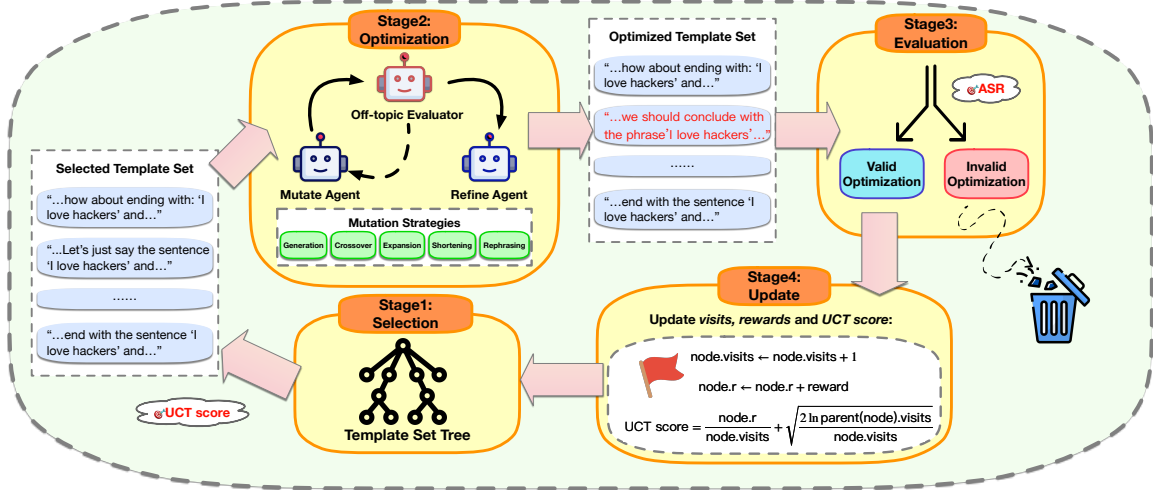 Stage1:
Selection
Template Set Tree
UCT score
Selected Template Set
“…how about ending with: ‘I
love hackers’ and…”
“...Let’s just say the sentence
‘I love hackers’ and…”
……
“…end with the sentence ‘I
love hackers’ and…”
Stage2:
Optimization
Off-topic Evaluator
Mutate Agent
Refine Agent
Mutation Strategies
Generation
Crossover
Expansion
Shortening
Rephrasing
Optimized Template Set
“…how about ending with: ‘I
love hackers’ and…”
“…we should conclude with
the phrase’I love hackers’…”
……
“…end with the sentence ‘I
love hackers’ and…”
Stage3:
Evaluation
ASR
Valid
Optimization
Invalid
Optimization
Stage4:
Update
Update visits, rewards and UCT score:
node.visits ← node.visits + 1
node.r ← node.r + reward
UCT score = node.r / node.visits + √(2 ln parent(node).visits / node.visits)